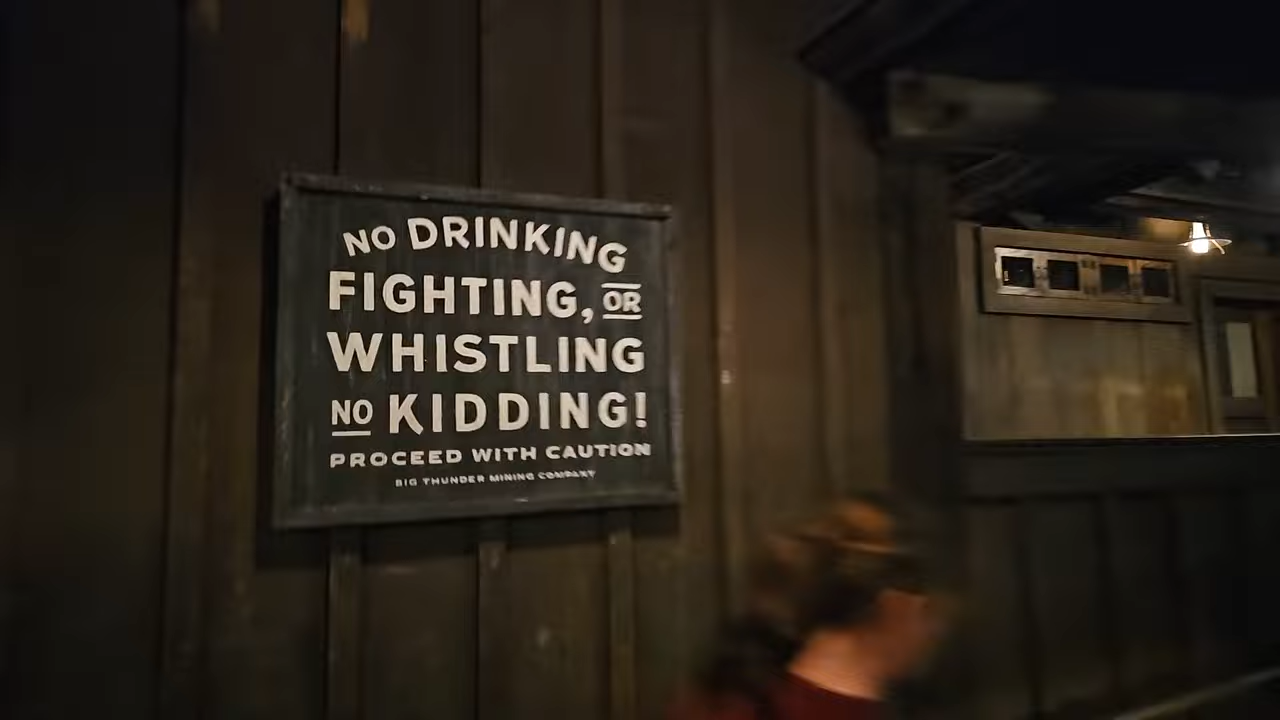 NO DRINKING
FIGHTING, OR
WHISTLING
NO KIDDING!
PROCEED WITH CAUTION
BIG THUNDER MINING COMPANY